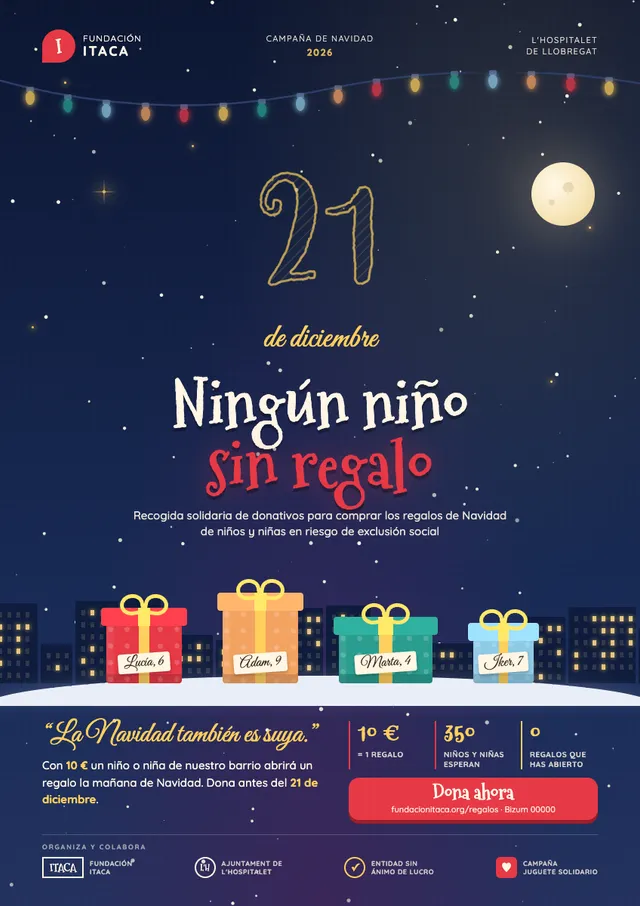 I
FUNDACIÓN
ITACA
CAMPAÑA DE NAVIDAD
2026
L'HOSPITALET
DE LLOBREGAT
21
de diciembre
Ningún niño
sin regalo
Recogida solidaria de donativos para comprar los regalos de Navidad
de niños y niñas en riesgo de exclusión social
Lucía, 6
Adam, 9
Marta, 4
Iker, 7
“La Navidad también es suya.”
Con 10 € un niño o niña de nuestro barrio abrirá un
regalo la mañana de Navidad. Dona antes del 21 de
diciembre.
10 €
= 1 REGALO
350
NIÑOS Y NIÑAS
ESPERAN
0
REGALOS QUE
HAS ABIERTO
Dona ahora
fundacionitaca.org/regalos · Bizum 00000
ORGANIZA Y COLABORA
ITACA
FUNDACIÓN
ITACA
L'H
AJUNTAMENT DE
L'HOSPITALET
ENTIDAD SIN
ÁNIMO DE LUCRO
CAMPAÑA
JUGUETE SOLIDARIO